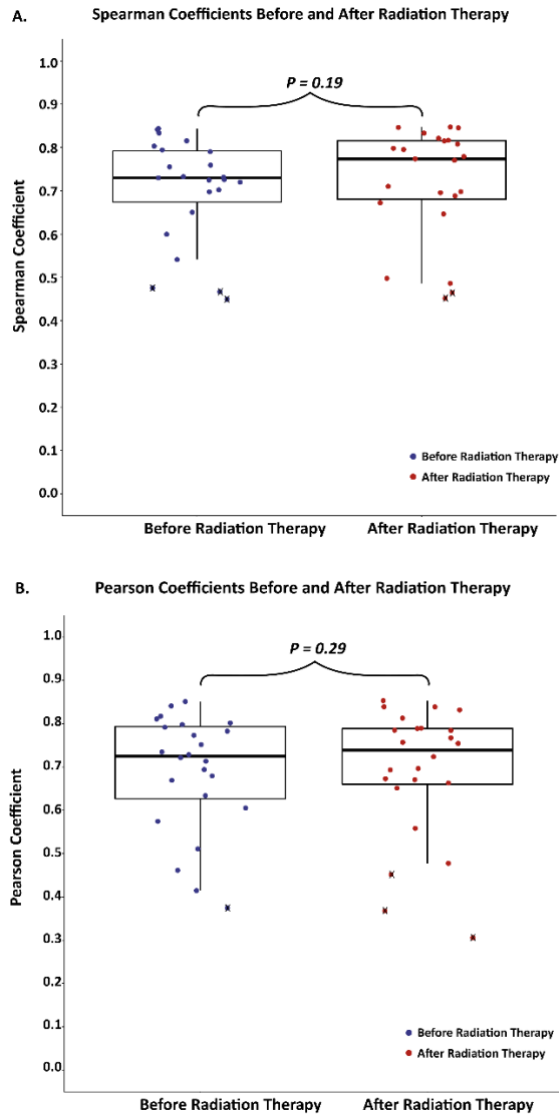 A.
Spearman Coefficients Before and After Radiation Therapy
P = 0.19
Spearman Coefficient
1.0
0.9
0.8
0.7
0.6
0.5
0.4
0.3
0.2
0.1
0.0
Before Radiation Therapy
After Radiation Therapy
Before Radiation Therapy
After Radiation Therapy
B.
Pearson Coefficients Before and After Radiation Therapy
P = 0.29
Pearson Coefficient
1.0
0.9
0.8
0.7
0.6
0.5
0.4
0.3
0.2
0.1
0.0
Before Radiation Therapy
After Radiation Therapy
Before Radiation Therapy
After Radiation Therapy